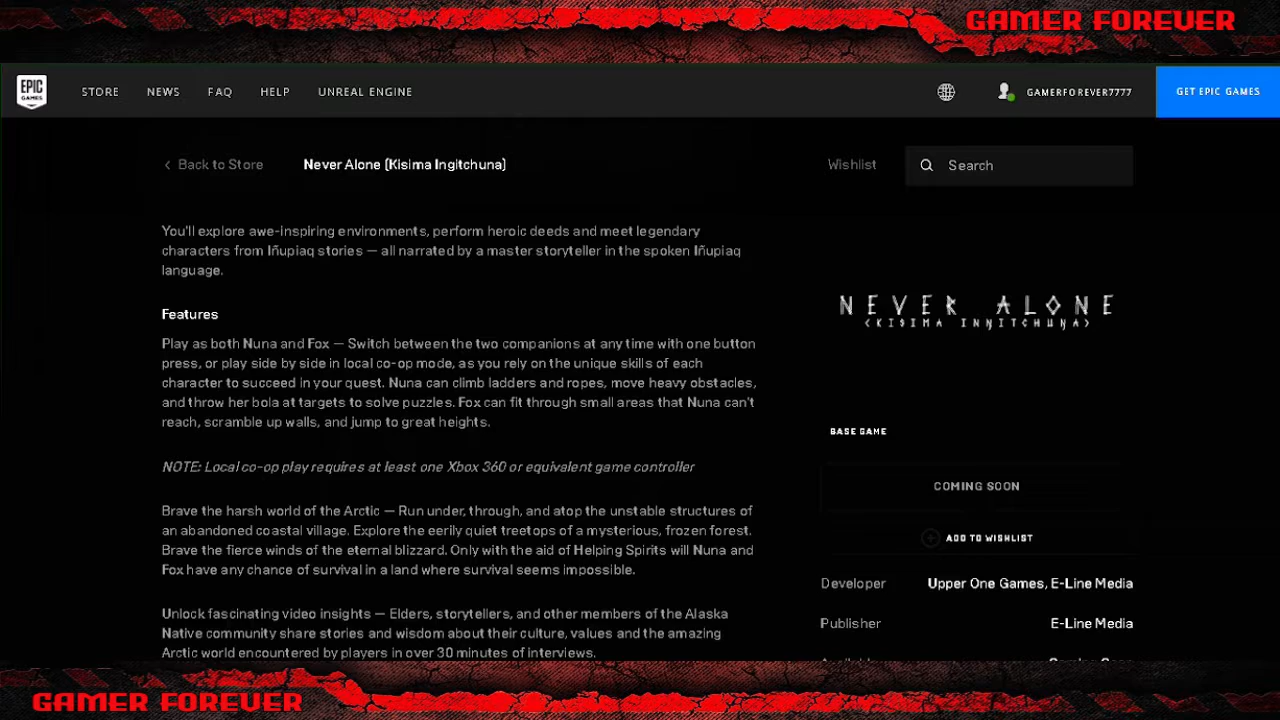 GAMER FOREVER
EPIC
GAMES
STORE NEWS FAQ HELP UNREAL ENGINE GAMERFOREVER7777 GET EPIC GAMES
Back to Store Never Alone (Kisima Ingitchuna) Wishlist Search
You'll explore awe-inspiring environments, perform heroic deeds and meet legendary
characters from Iñupiaq stories — all narrated by a master storyteller in the spoken Iñupiaq
language.
Features
Play as both Nuna and Fox — Switch between the two companions at any time with one button
press, or play side by side in local co-op mode, as you rely on the unique skills of each
character to succeed in your quest. Nuna can climb ladders and ropes, move heavy obstacles,
and throw her bola at targets to solve puzzles. Fox can fit through small areas that Nuna can't
reach, scramble up walls, and jump to great heights.
NOTE: Local co-op play requires at least one Xbox 360 or equivalent game controller
Brave the harsh world of the Arctic — Run under, through, and atop the unstable structures of
an abandoned coastal village. Explore the eerily quiet treetops of a mysterious, frozen forest.
Brave the fierce winds of the eternal blizzard. Only with the aid of Helping Spirits will Nuna and
Fox have any chance of survival in a land where survival seems impossible.
Unlock fascinating video insights — Elders, storytellers, and other members of the Alaska
Native community share stories and wisdom about their culture, values and the amazing
Arctic world encountered by players in over 30 minutes of interviews.
NEVER ALONE
(KISIMA INŊITCHUŊA)
BASE GAME
COMING SOON
ADD TO WISHLIST
Developer Upper One Games, E-Line Media
Publisher E-Line Media
GAMER FOREVER